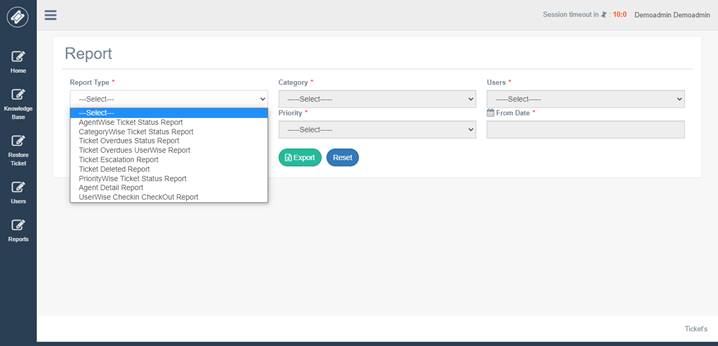 Session timeout in : 10:0 Demoadmin Demoadmin
Home
Knowledge
Base
Restore
Ticket
Users
Reports
Report
Report Type * Category * Users *
---Select--- -----Select----- -----Select-----
---Select---
AgentWise Ticket Status Report
CategoryWise Ticket Status Report
Ticket Overdues Status Report
Ticket Overdues UserWise Report
Ticket Escalation Report
Ticket Deleted Report
PriorityWise Ticket Status Report
Agent Detail Report
UserWise Checkin CheckOut Report
Priority * From Date *
-----Select-----
Export Reset
Ticket's